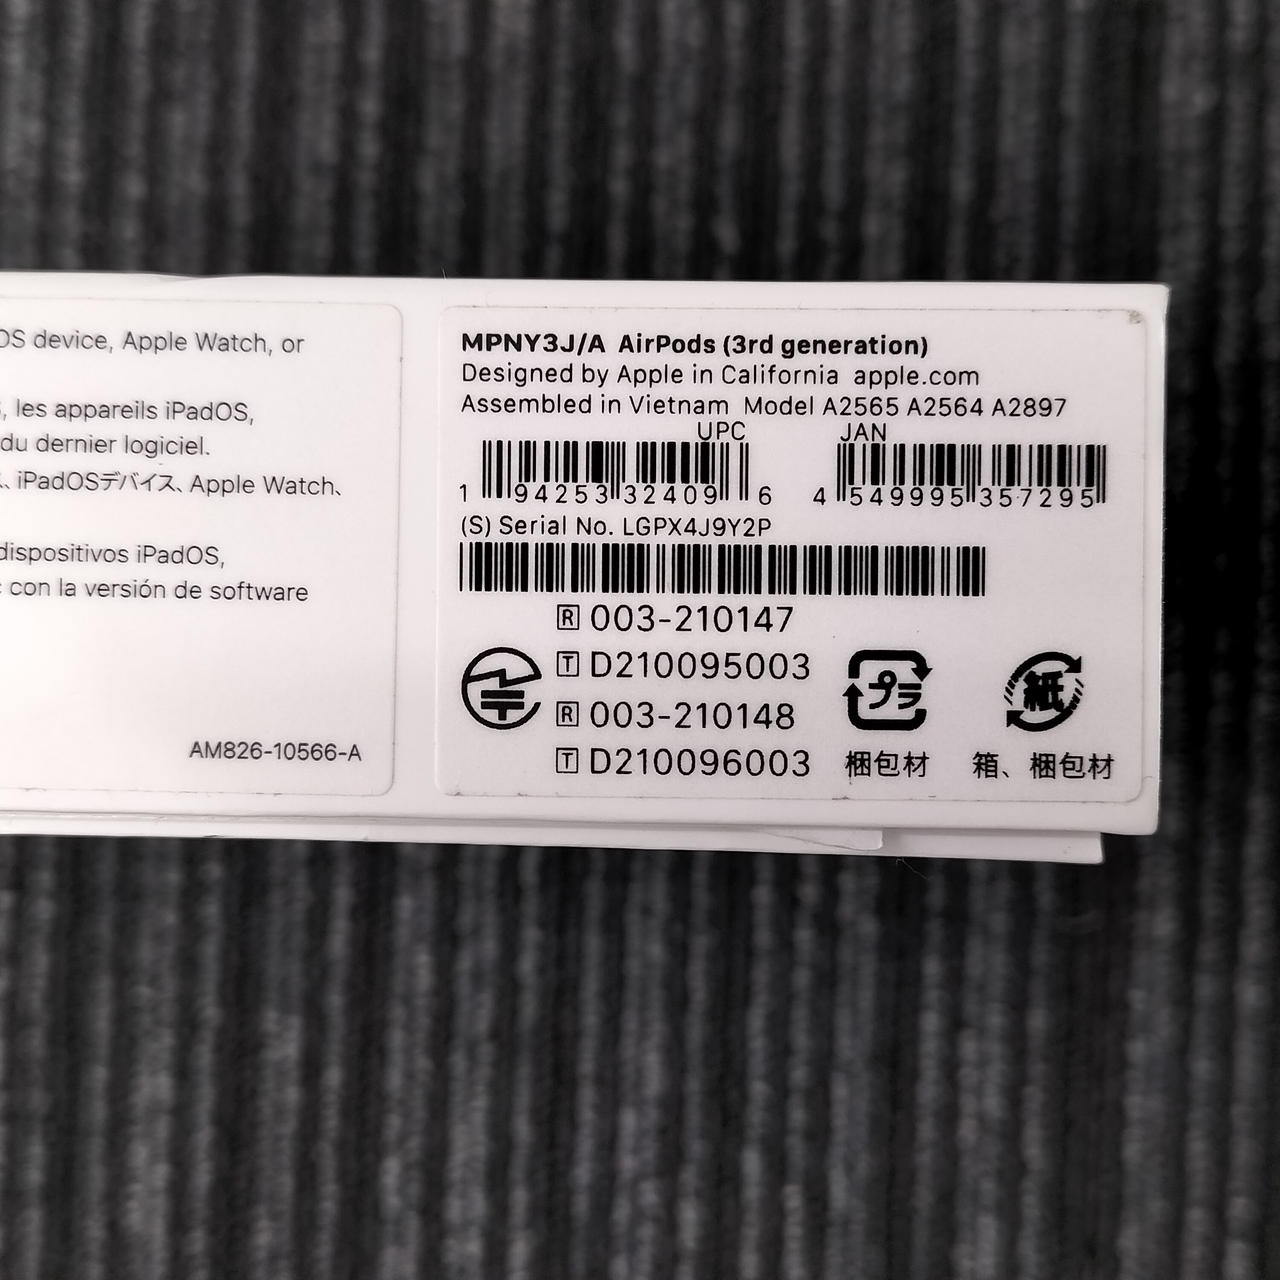 OS device, Apple Watch, or
, les appareils iPadOS,
du dernier logiciel.
、iPadOSデバイス、Apple Watch、
dispositivos iPadOS,
con la versión de software
AM826-10566-A
MPNY3J/A AirPods (3rd generation)
Designed by Apple in California apple.com
Assembled in Vietnam Model A2565 A2564 A2897
UPC JAN
1 94253 32409 6 4 549995 357295
(S) Serial No. LGPX4J9Y2P
R 003-210147
T D210095003
R 003-210148
T D210096003
プラ
紙
梱包材
箱、梱包材